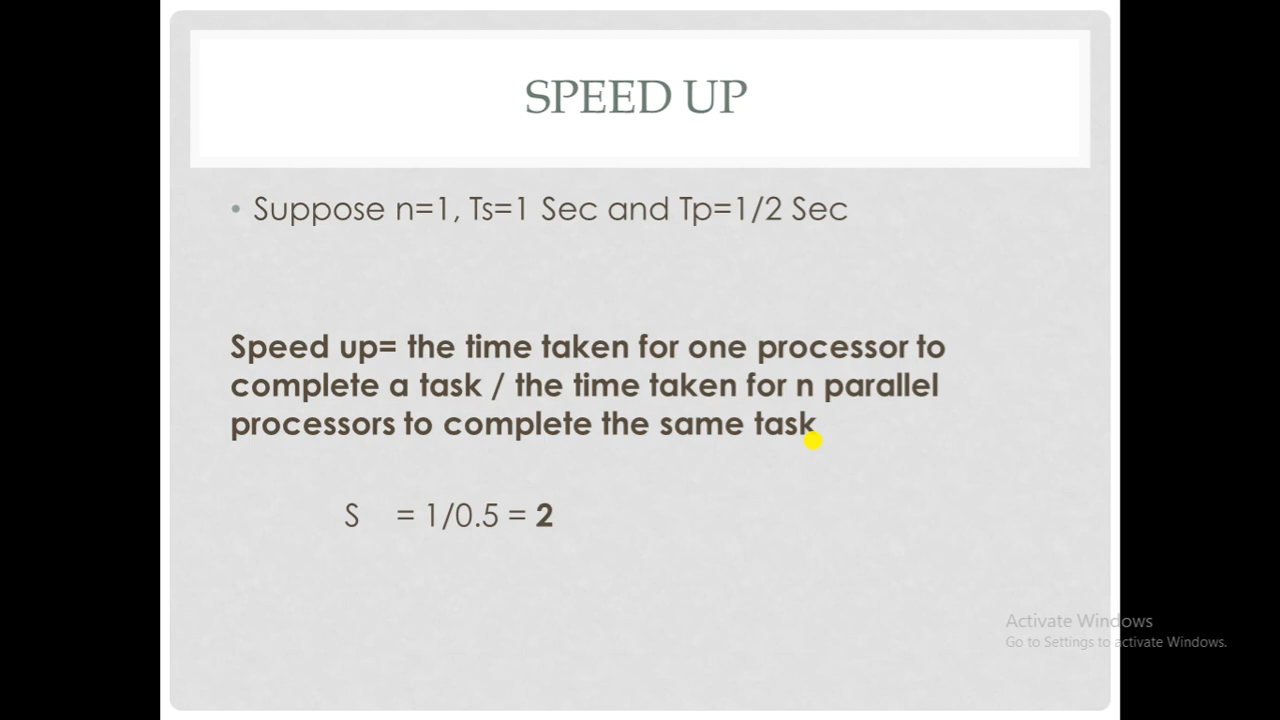 SPEED UP
• Suppose n=1, Ts=1 Sec and Tp=1/2 Sec
Speed up= the time taken for one processor to
complete a task / the time taken for n parallel
processors to complete the same task
S = 1/0.5 = 2
Activate Windows
Go to Settings to activate Windows.